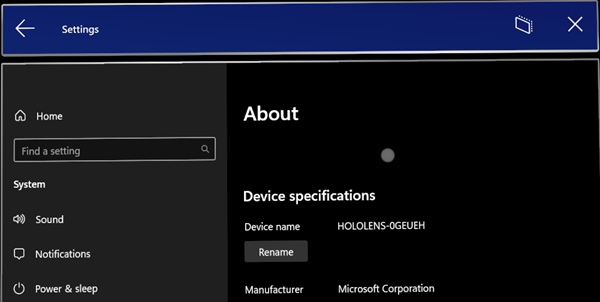 Settings
Home
Find a setting
System
Sound
Notifications
Power & sleep
About
Device specifications
Device name HOLOLENS-0GEUEH
Rename
Manufacturer Microsoft Corporation